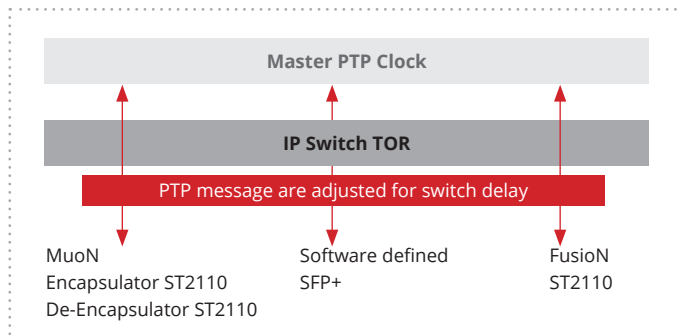 Master PTP Clock
IP Switch TOR
PTP message are adjusted for switch delay
MuoN
Encapsulator ST2110
De-Encapsulator ST2110
Software defined
SFP+
FusioN
ST2110